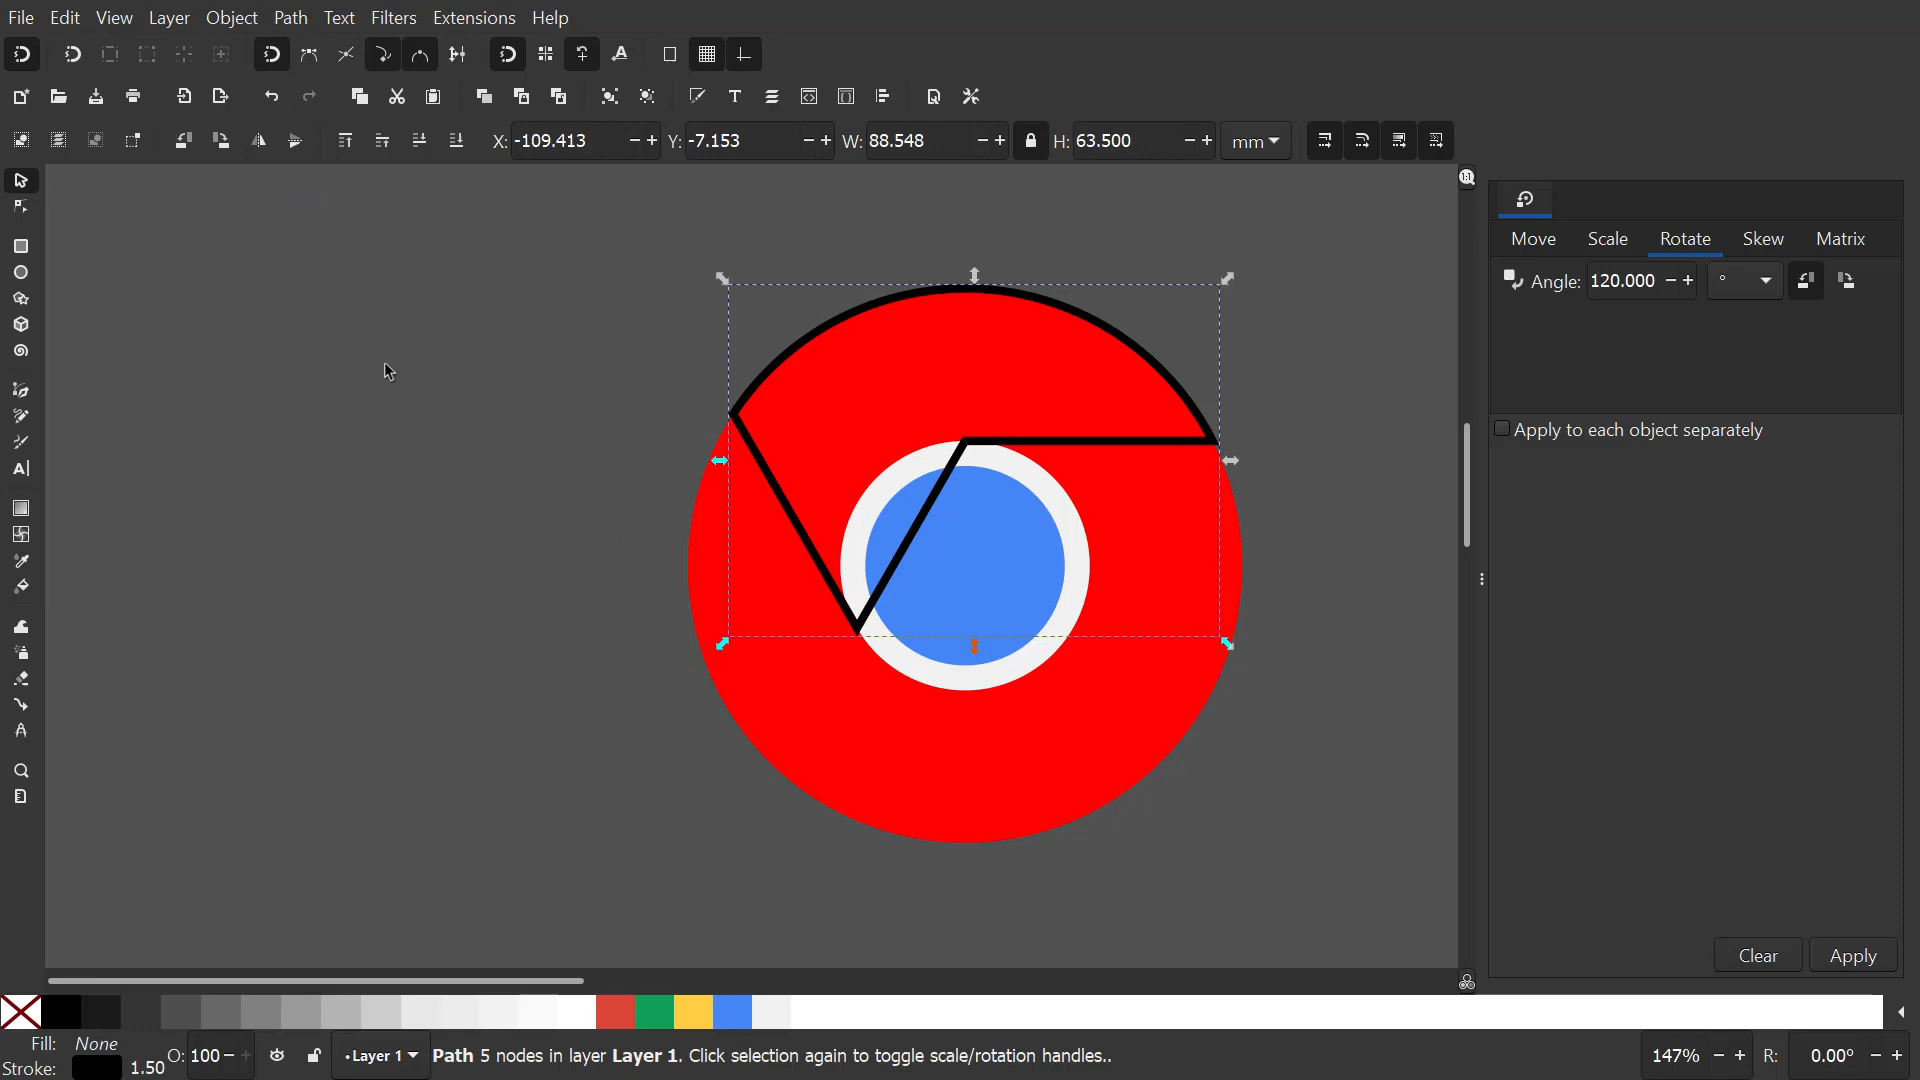 File Edit View Layer Object Path Text Filters Extensions Help
X: -109.413 Y: -7.153 W: 88.548 H: 63.500 mm
Move Scale Rotate Skew Matrix
Angle: 120.000 °
Apply to each object separately
Clear Apply
Fill: None
Stroke: 1.50
O: 100
•Layer 1
Path 5 nodes in layer Layer 1. Click selection again to toggle scale/rotation handles..
147% R: 0.00°